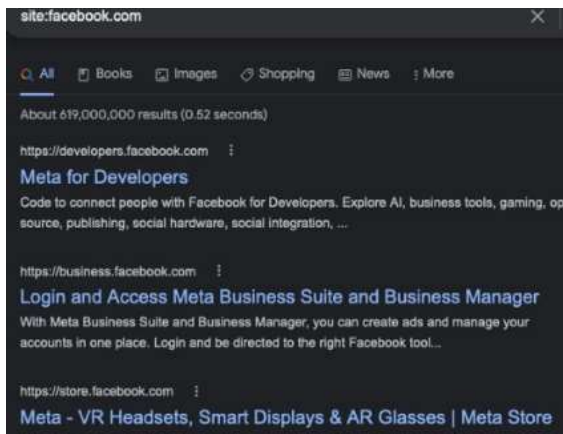 site:facebook.com
All Books Images Shopping News More
About 619,000,000 results (0.52 seconds)
https://developers.facebook.com
Meta for Developers
Code to connect people with Facebook for Developers. Explore AI, business tools, gaming, op
source, publishing, social hardware, social integration, ...
https://business.facebook.com
Login and Access Meta Business Suite and Business Manager
With Meta Business Suite and Business Manager, you can create ads and manage your
accounts in one place. Login and be directed to the right Facebook tool...
https://store.facebook.com
Meta - VR Headsets, Smart Displays & AR Glasses | Meta Store